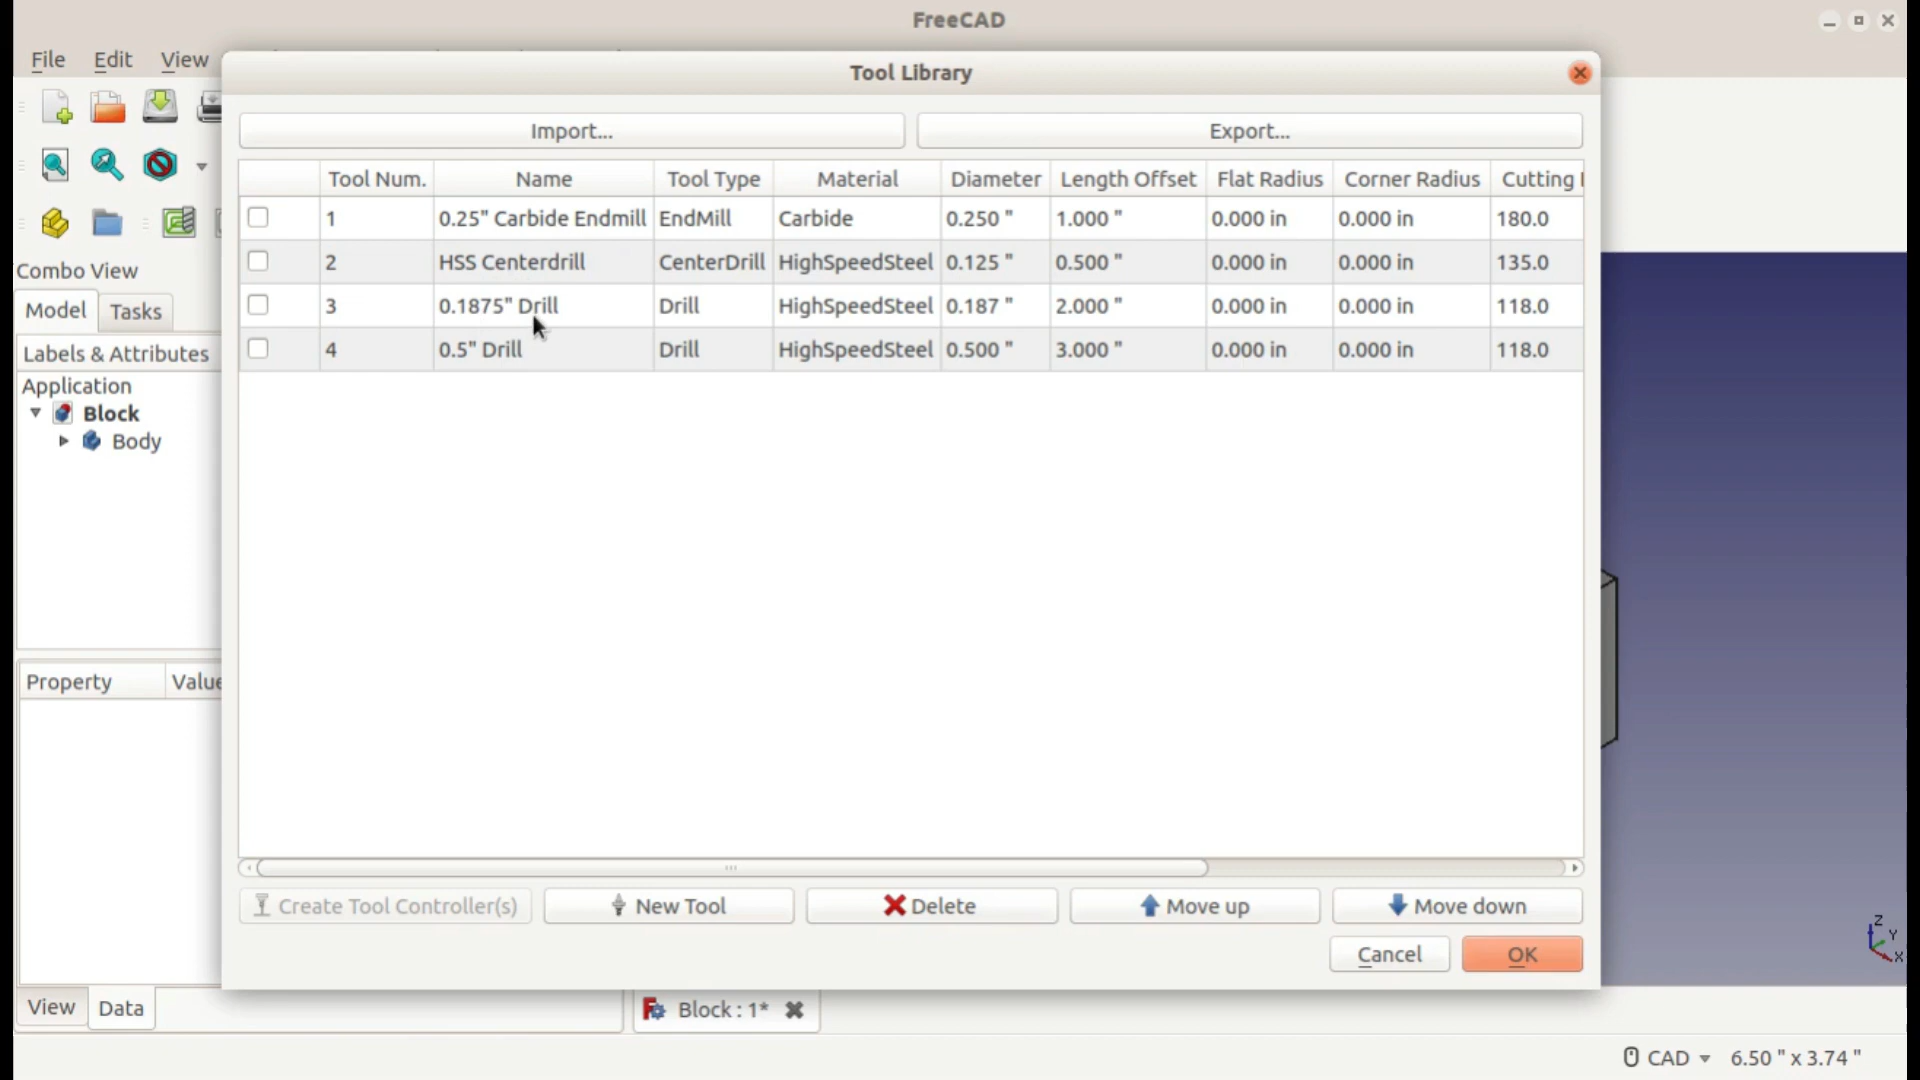 FreeCAD
File Edit View
Tool Library
Import... Export...
Tool Num. Name Tool Type Material Diameter Length Offset Flat Radius Corner Radius Cutting
1 0.25" Carbide Endmill EndMill Carbide 0.250 " 1.000 " 0.000 in 0.000 in 180.0
2 HSS Centerdrill CenterDrill HighSpeedSteel 0.125 " 0.500 " 0.000 in 0.000 in 135.0
3 0.1875" Drill Drill HighSpeedSteel 0.187 " 2.000 " 0.000 in 0.000 in 118.0
4 0.5" Drill Drill HighSpeedSteel 0.500 " 3.000 " 0.000 in 0.000 in 118.0
Combo View
Model Tasks
Labels & Attributes
Application
Block
Body
Property Value
Create Tool Controller(s) New Tool Delete Move up Move down
Cancel OK
Z
Y
X
View Data Block : 1*
CAD 6.50 " x 3.74 "